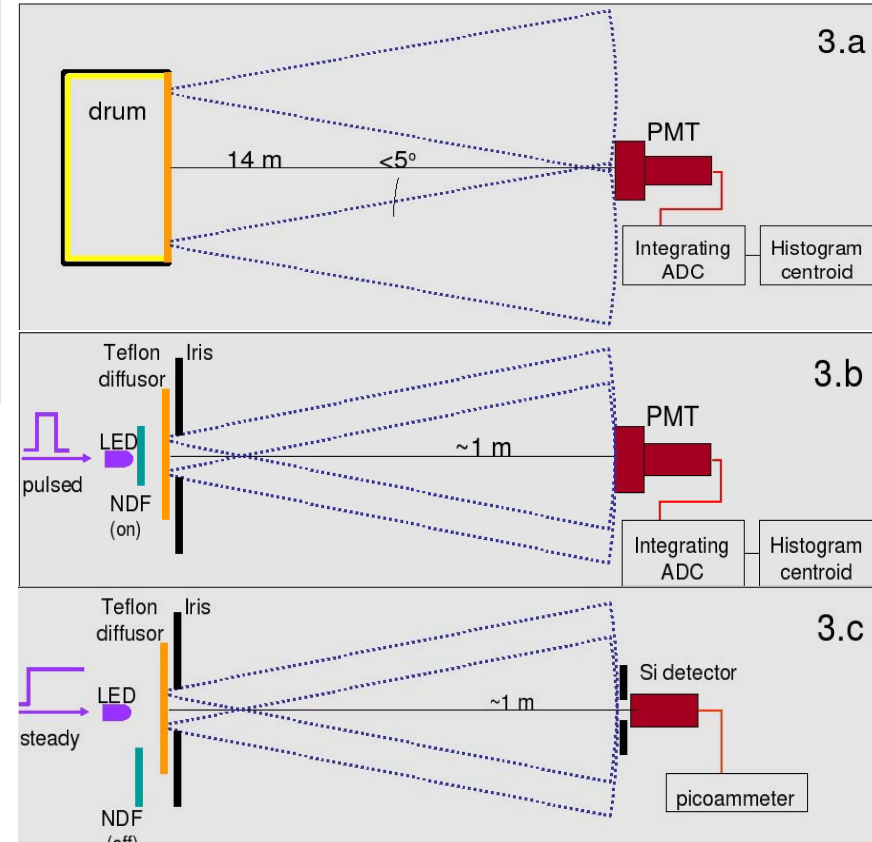 3.a
drum
PMT
14 m
<5°
Integrating
ADC
Histogram
centroid
Teflon
diffusor
Iris
3.b
PMT
LED
~1 m
pulsed
NDF
(on)
Integrating
ADC
Histogram
centroid
Teflon
diffusor
Iris
3.c
Si detector
LED
~1 m
steady
picoammeter
NDF
(off)